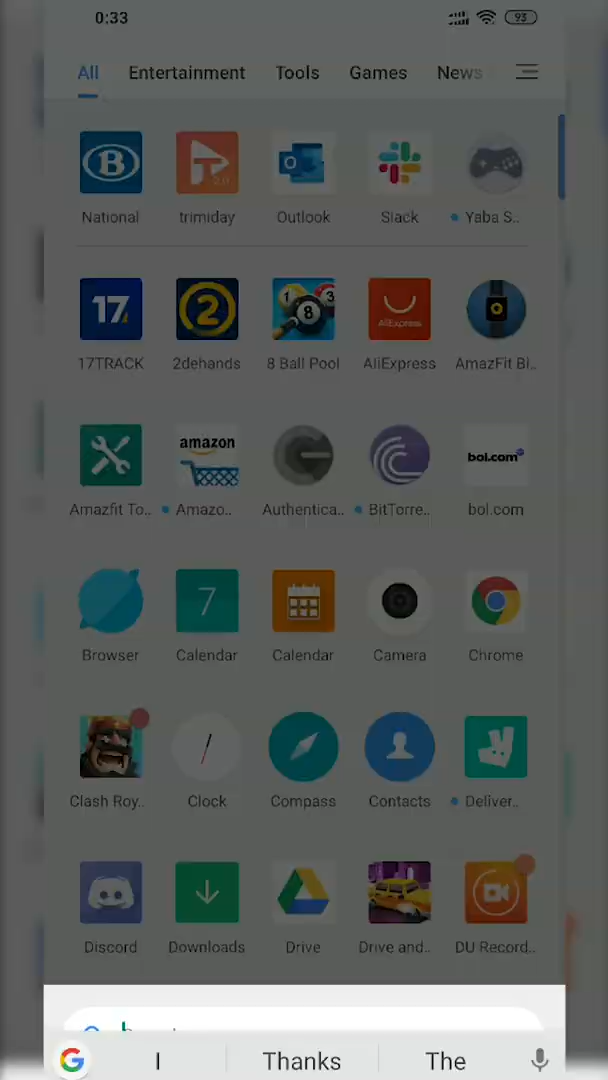 0:33
93
All Entertainment Tools Games News
National trimiday Outlook Slack Yaba S..
17TRACK 2dehands 8 Ball Pool AliExpress AmazFit Bi..
Amazfit To.. Amazo.. Authentica.. BitTorre.. bol.com
Browser Calendar Calendar Camera Chrome
Clash Roy.. Clock Compass Contacts Deliver..
Discord Downloads Drive Drive and.. DU Record..
I Thanks The